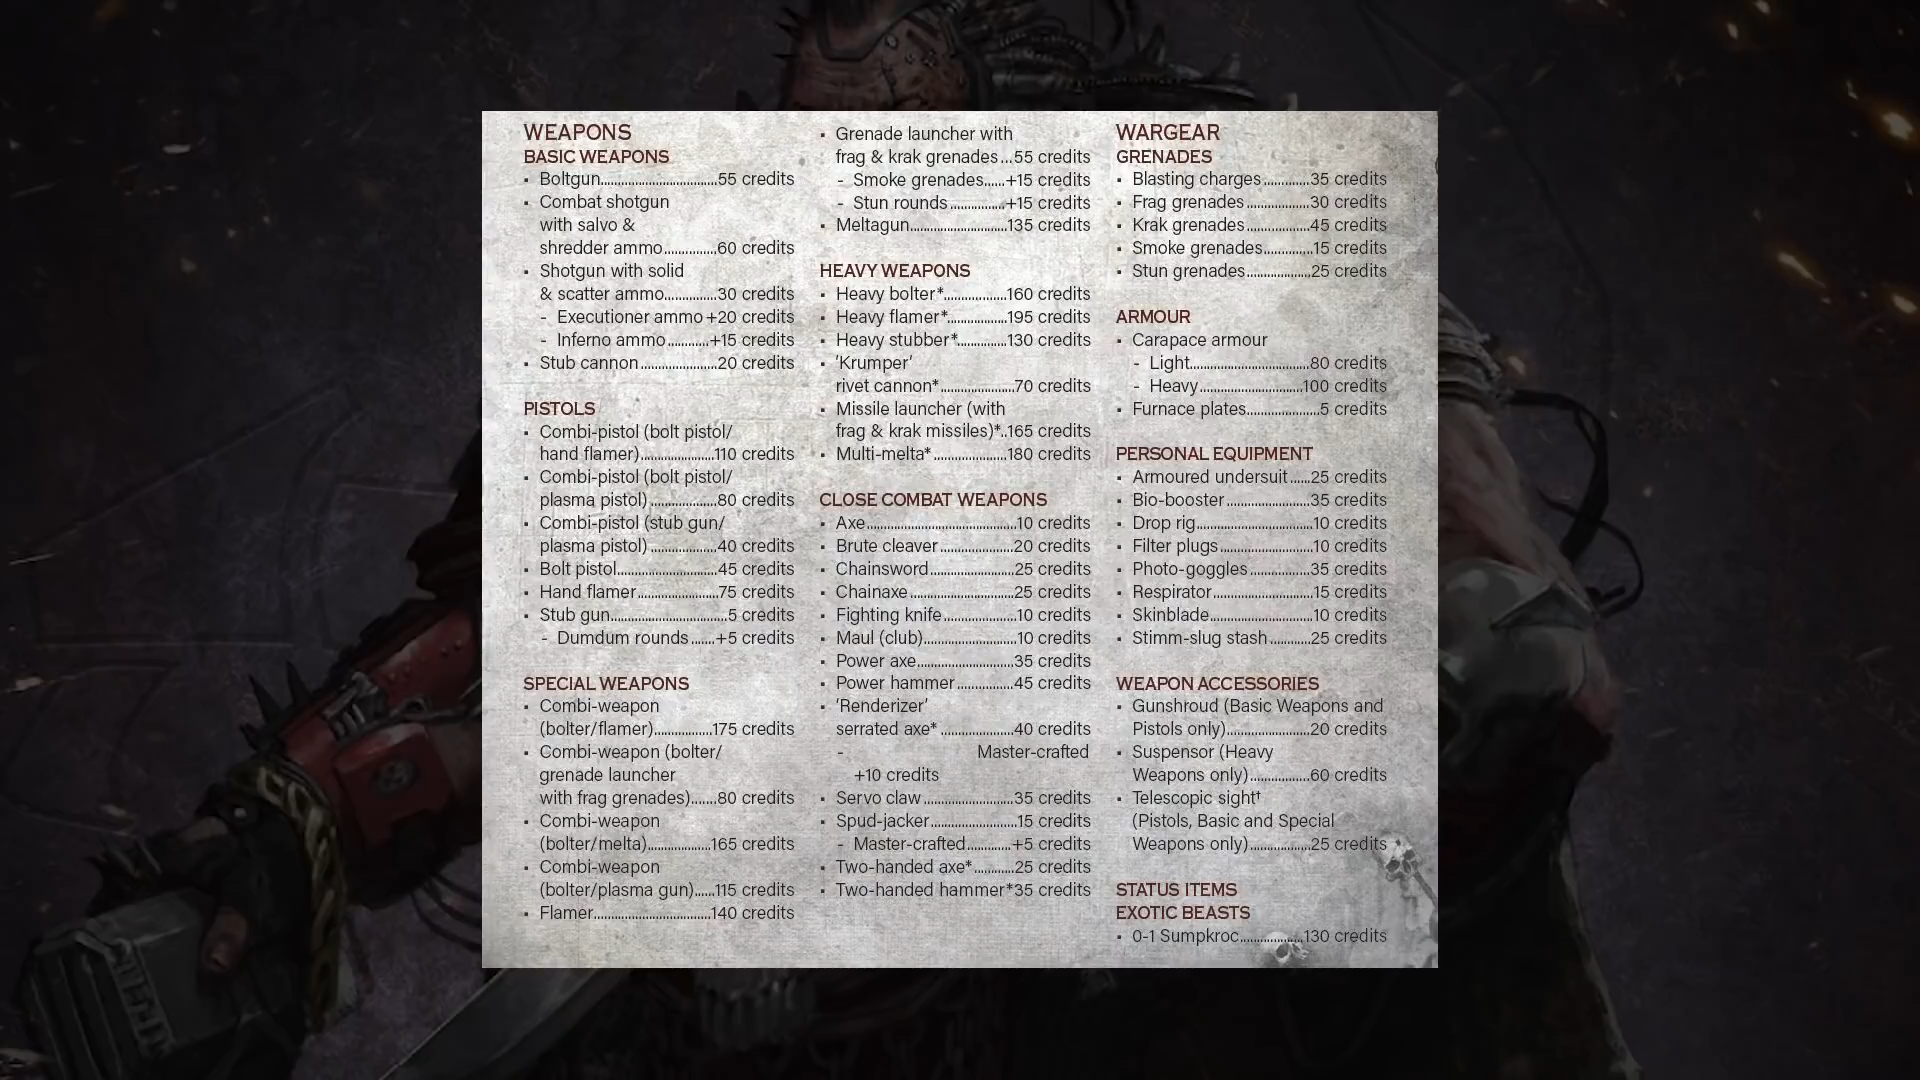 WEAPONS
BASIC WEAPONS
▪ Boltgun..................................55 credits
▪ Combat shotgun
with salvo &
shredder ammo...............60 credits
▪ Shotgun with solid
& scatter ammo...............30 credits
- Executioner ammo +20 credits
- Inferno ammo............+15 credits
▪ Stub cannon......................20 credits
PISTOLS
▪ Combi-pistol (bolt pistol/
hand flamer).....................110 credits
▪ Combi-pistol (bolt pistol/
plasma pistol)...................80 credits
▪ Combi-pistol (stub gun/
plasma pistol)...................40 credits
▪ Bolt pistol.............................45 credits
▪ Hand flamer.......................75 credits
▪ Stub gun..................................5 credits
- Dumdum rounds.......+5 credits
SPECIAL WEAPONS
▪ Combi-weapon
(bolter/flamer).................175 credits
▪ Combi-weapon (bolter/
grenade launcher
with frag grenades).......80 credits
▪ Combi-weapon
(bolter/melta)..................165 credits
▪ Combi-weapon
(bolter/plasma gun)......115 credits
▪ Flamer..................................140 credits
▪ Grenade launcher with
frag & krak grenades...55 credits
- Smoke grenades......+15 credits
- Stun rounds................+15 credits
▪ Meltagun............................135 credits
HEAVY WEAPONS
▪ Heavy bolter*..................160 credits
▪ Heavy flamer*.................195 credits
▪ Heavy stubber*..............130 credits
▪ 'Krumper'
rivet cannon*.....................70 credits
▪ Missile launcher (with
frag & krak missiles)*..165 credits
▪ Multi-melta*.....................180 credits
CLOSE COMBAT WEAPONS
▪ Axe...........................................10 credits
▪ Brute cleaver.....................20 credits
▪ Chainsword........................25 credits
▪ Chainaxe..............................25 credits
▪ Fighting knife....................10 credits
▪ Maul (club)..........................10 credits
▪ Power axe............................35 credits
▪ Power hammer................45 credits
▪ 'Renderizer'
serrated axe*.....................40 credits
- Master-crafted
+10 credits
▪ Servo claw..........................35 credits
▪ Spud-jacker........................15 credits
- Master-crafted.............+5 credits
▪ Two-handed axe*...........25 credits
▪ Two-handed hammer*35 credits
WARGEAR
GRENADES
▪ Blasting charges.............35 credits
▪ Frag grenades..................30 credits
▪ Krak grenades..................45 credits
▪ Smoke grenades..............15 credits
▪ Stun grenades..................25 credits
ARMOUR
▪ Carapace armour
- Light..................................80 credits
- Heavy..............................100 credits
▪ Furnace plates.....................5 credits
PERSONAL EQUIPMENT
▪ Armoured undersuit......25 credits
▪ Bio-booster........................35 credits
▪ Drop rig.................................10 credits
▪ Filter plugs..........................10 credits
▪ Photo-goggles..................35 credits
▪ Respirator............................15 credits
▪ Skinblade.............................10 credits
▪ Stimm-slug stash............25 credits
WEAPON ACCESSORIES
▪ Gunshroud (Basic Weapons and
Pistols only)........................20 credits
▪ Suspensor (Heavy
Weapons only).................60 credits
▪ Telescopic sight†
(Pistols, Basic and Special
Weapons only).................25 credits
STATUS ITEMS
EXOTIC BEASTS
▪ 0-1 Sumpkroc..................130 credits